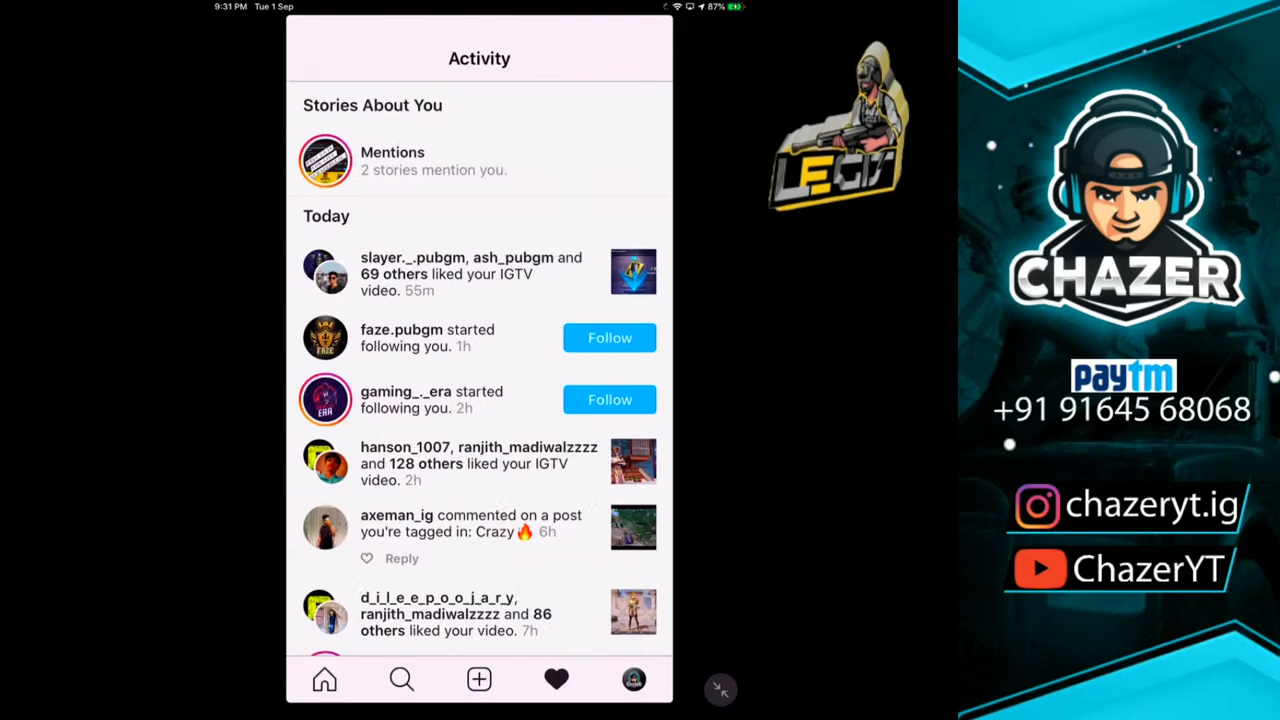 9:31 PM Tue 1 Sep
87%
Activity
Stories About You
Mentions
2 stories mention you.
Today
slayer._.pubgm, ash_pubgm and
69 others liked your IGTV
video. 55m
faze.pubgm started
following you. 1h
Follow
gaming_._era started
following you. 2h
Follow
hanson_1007, ranjith_madiwalzzzz
and 128 others liked your IGTV
video. 2h
axeman_ig commented on a post
you're tagged in: Crazy🔥 6h
Reply
d_i_l_e_e_p_o_o_j_a_r_y,
ranjith_madiwalzzzz and 86
others liked your video. 7h
FAZE
ERA
LEGIT
CHAZER
paytm
+91 91645 68068
chazeryt.ig
ChazerYT